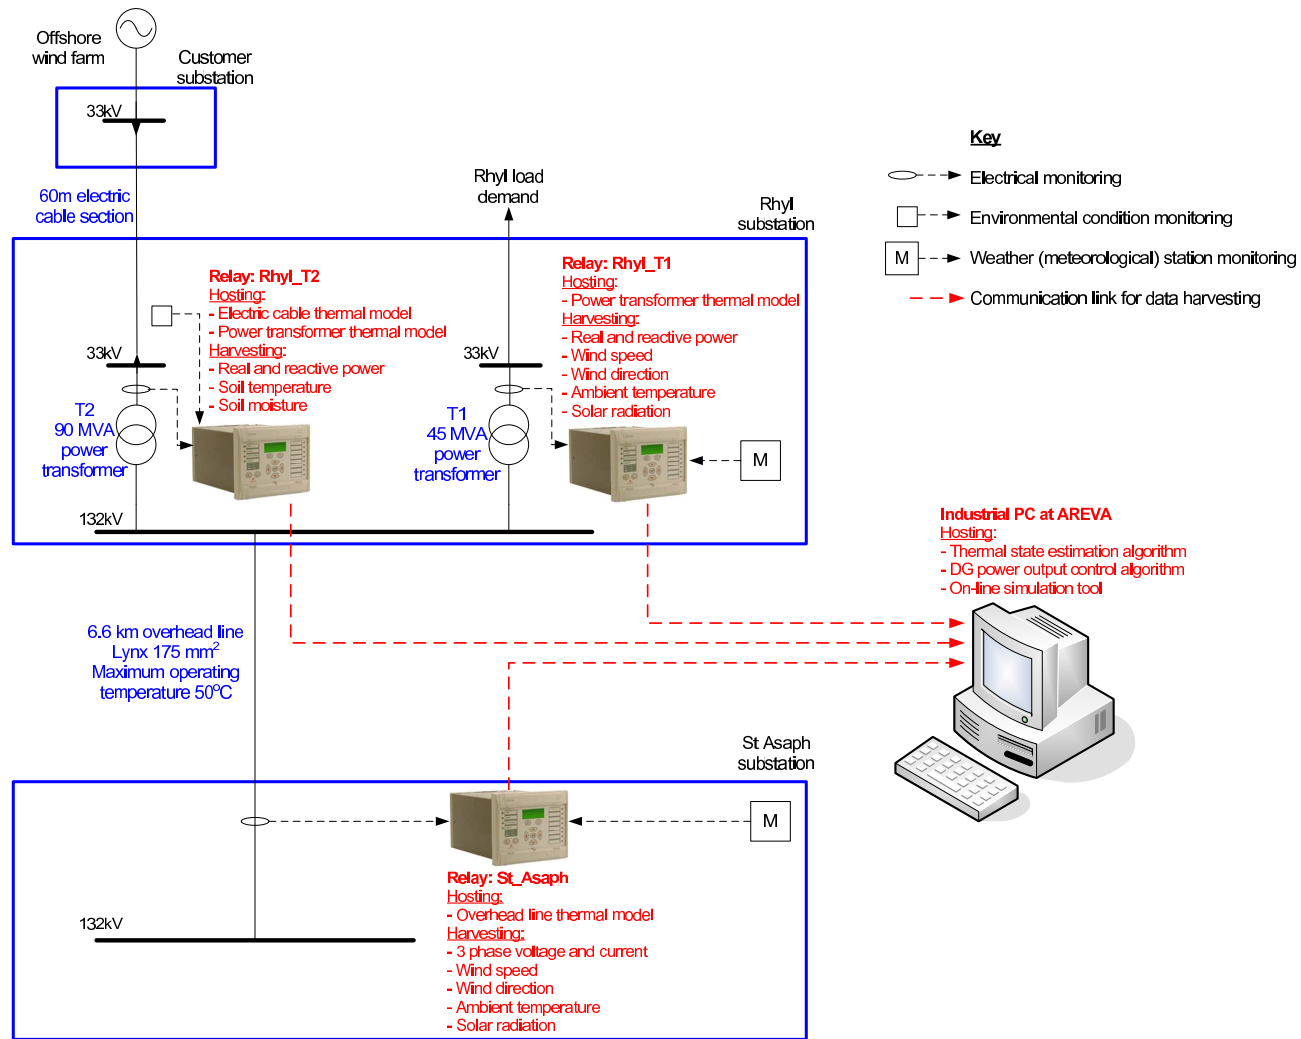 Offshore
wind farm
Customer
substation
33kV
60m electric
cable section
Rhyl load
demand
Rhyl
substation
Key
Electrical monitoring
Environmental condition monitoring
M
Weather (meteorological) station monitoring
Communication link for data harvesting
Relay: Rhyl_T2
Hosting:
- Electric cable thermal model
- Power transformer thermal model
Harvesting:
- Real and reactive power
- Soil temperature
- Soil moisture
Relay: Rhyl_T1
Hosting:
- Power transformer thermal model
Harvesting:
- Real and reactive power
- Wind speed
- Wind direction
- Ambient temperature
- Solar radiation
33kV
T2
90 MVA
power
transformer
33kV
T1
45 MVA
power
transformer
M
132kV
Industrial PC at AREVA
Hosting:
- Thermal state estimation algorithm
- DG power output control algorithm
- On-line simulation tool
6.6 km overhead line
Lynx 175 mm²
Maximum operating
temperature 50°C
St Asaph
substation
M
Relay: St_Asaph
Hosting:
- Overhead line thermal model
Harvesting:
- 3 phase voltage and current
- Wind speed
- Wind direction
- Ambient temperature
- Solar radiation
132kV